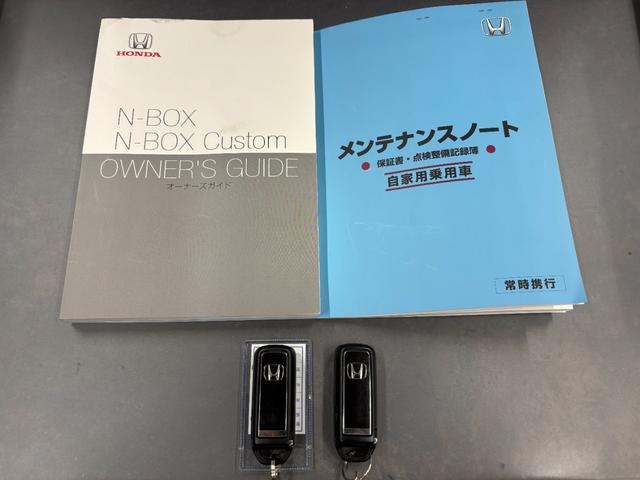 HONDA
N-BOX
N-BOX Custom
OWNER'S GUIDE
オーナーズガイド
メンテナンスノート
保証書・点検整備記録簿
自家用乗用車
常時携行